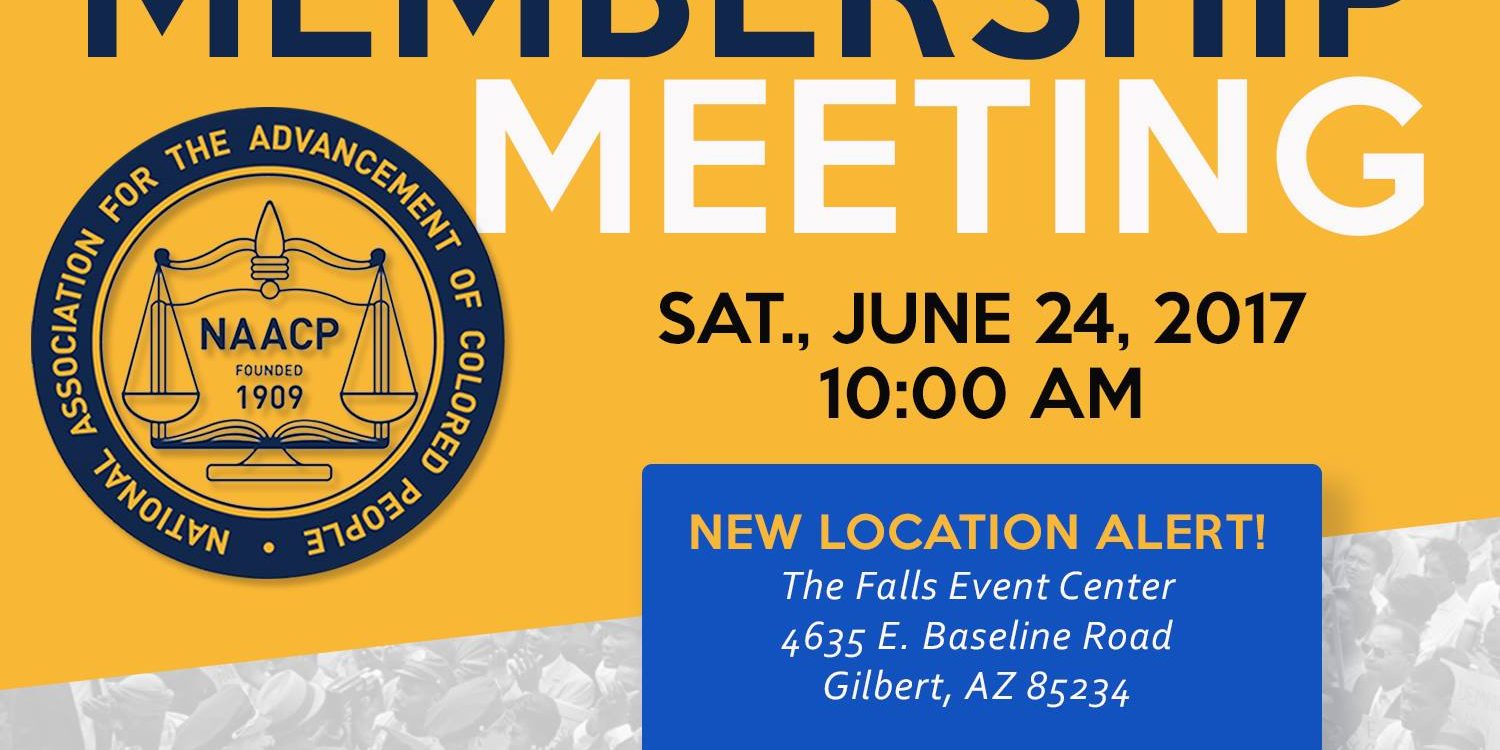 MEMBERSHIP
MEETING
NATIONAL ASSOCIATION FOR THE ADVANCEMENT OF COLORED PEOPLE •
NAACP
FOUNDED
1909
SAT., JUNE 24, 2017
10:00 AM
NEW LOCATION ALERT!
The Falls Event Center
4635 E. Baseline Road
Gilbert, AZ 85234